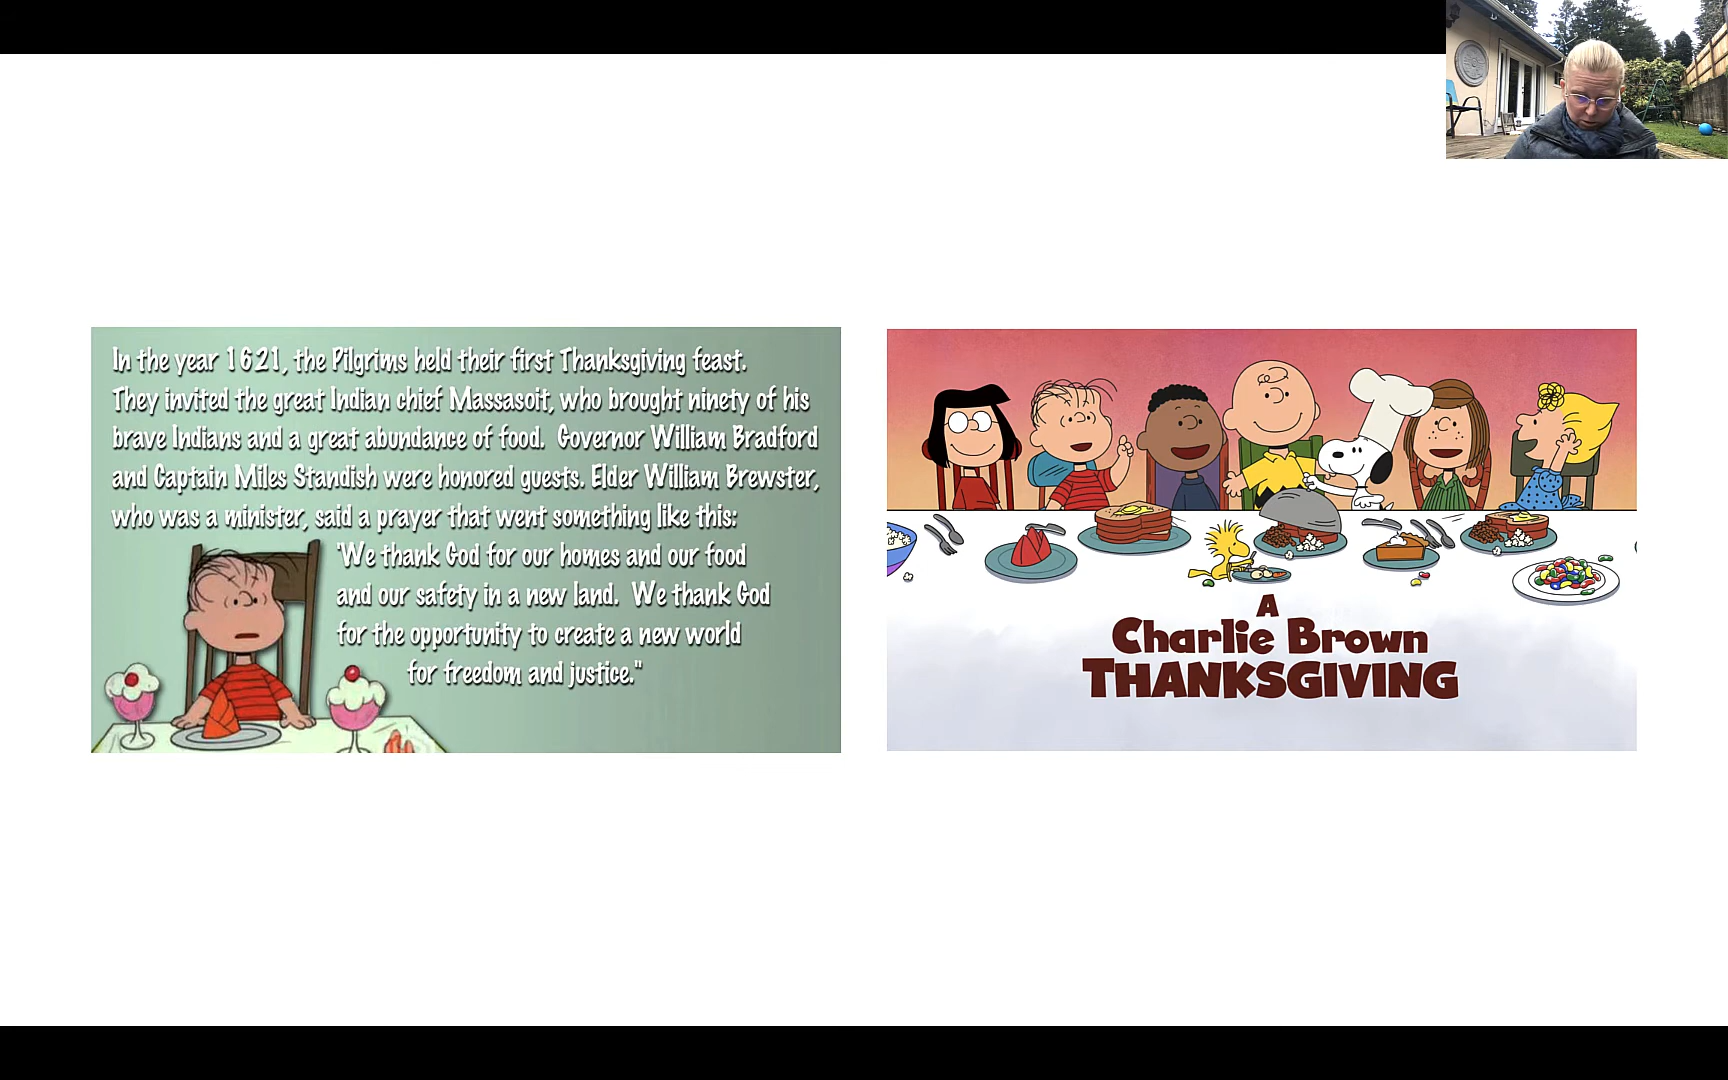 In the year 1621, the Pilgrims held their first Thanksgiving feast.
They invited the great Indian chief Massasoit, who brought ninety of his
brave Indians and a great abundance of food. Governor William Bradford
and Captain Miles Standish were honored guests. Elder William Brewster,
who was a minister, said a prayer that went something like this:
'We thank God for our homes and our food
and our safety in a new land. We thank God
for the opportunity to create a new world
for freedom and justice."
A
Charlie Brown
THANKSGIVING